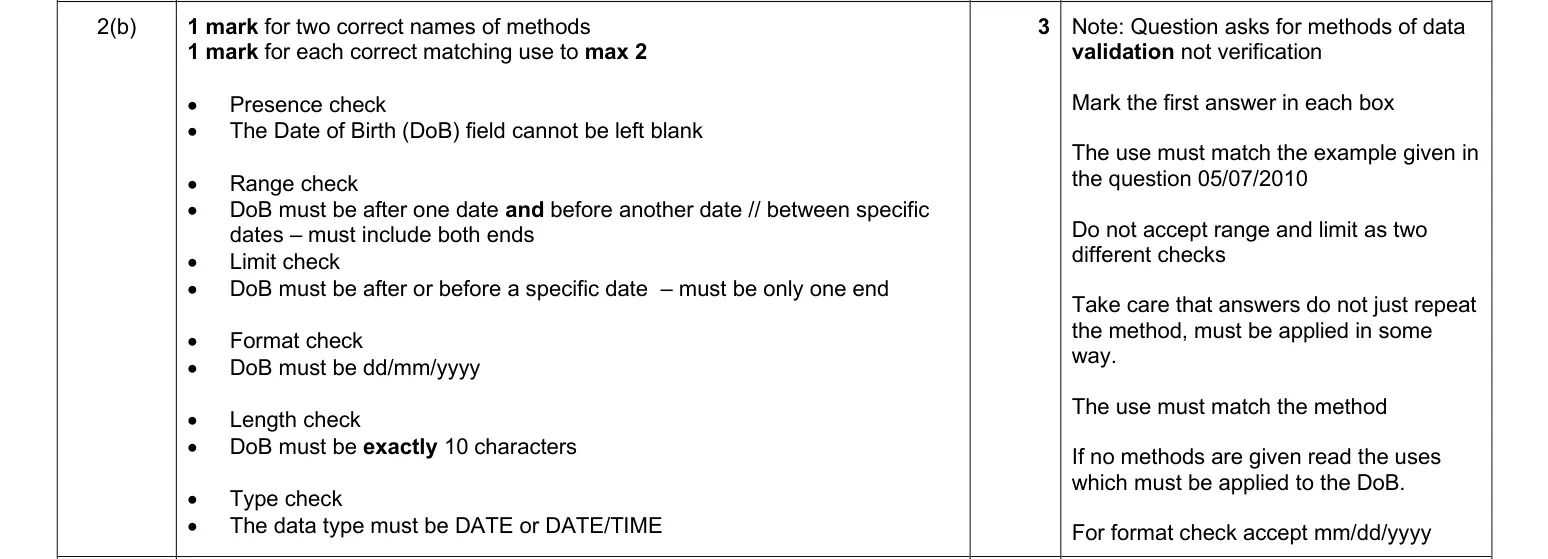 2(b)
1 mark for two correct names of methods
1 mark for each correct matching use to max 2
• Presence check
• The Date of Birth (DoB) field cannot be left blank
• Range check
• DoB must be after one date and before another date // between specific
dates – must include both ends
• Limit check
• DoB must be after or before a specific date – must be only one end
• Format check
• DoB must be dd/mm/yyyy
• Length check
• DoB must be exactly 10 characters
• Type check
• The data type must be DATE or DATE/TIME
3
Note: Question asks for methods of data
validation not verification
Mark the first answer in each box
The use must match the example given in
the question 05/07/2010
Do not accept range and limit as two
different checks
Take care that answers do not just repeat
the method, must be applied in some
way.
The use must match the method
If no methods are given read the uses
which must be applied to the DoB.
For format check accept mm/dd/yyyy